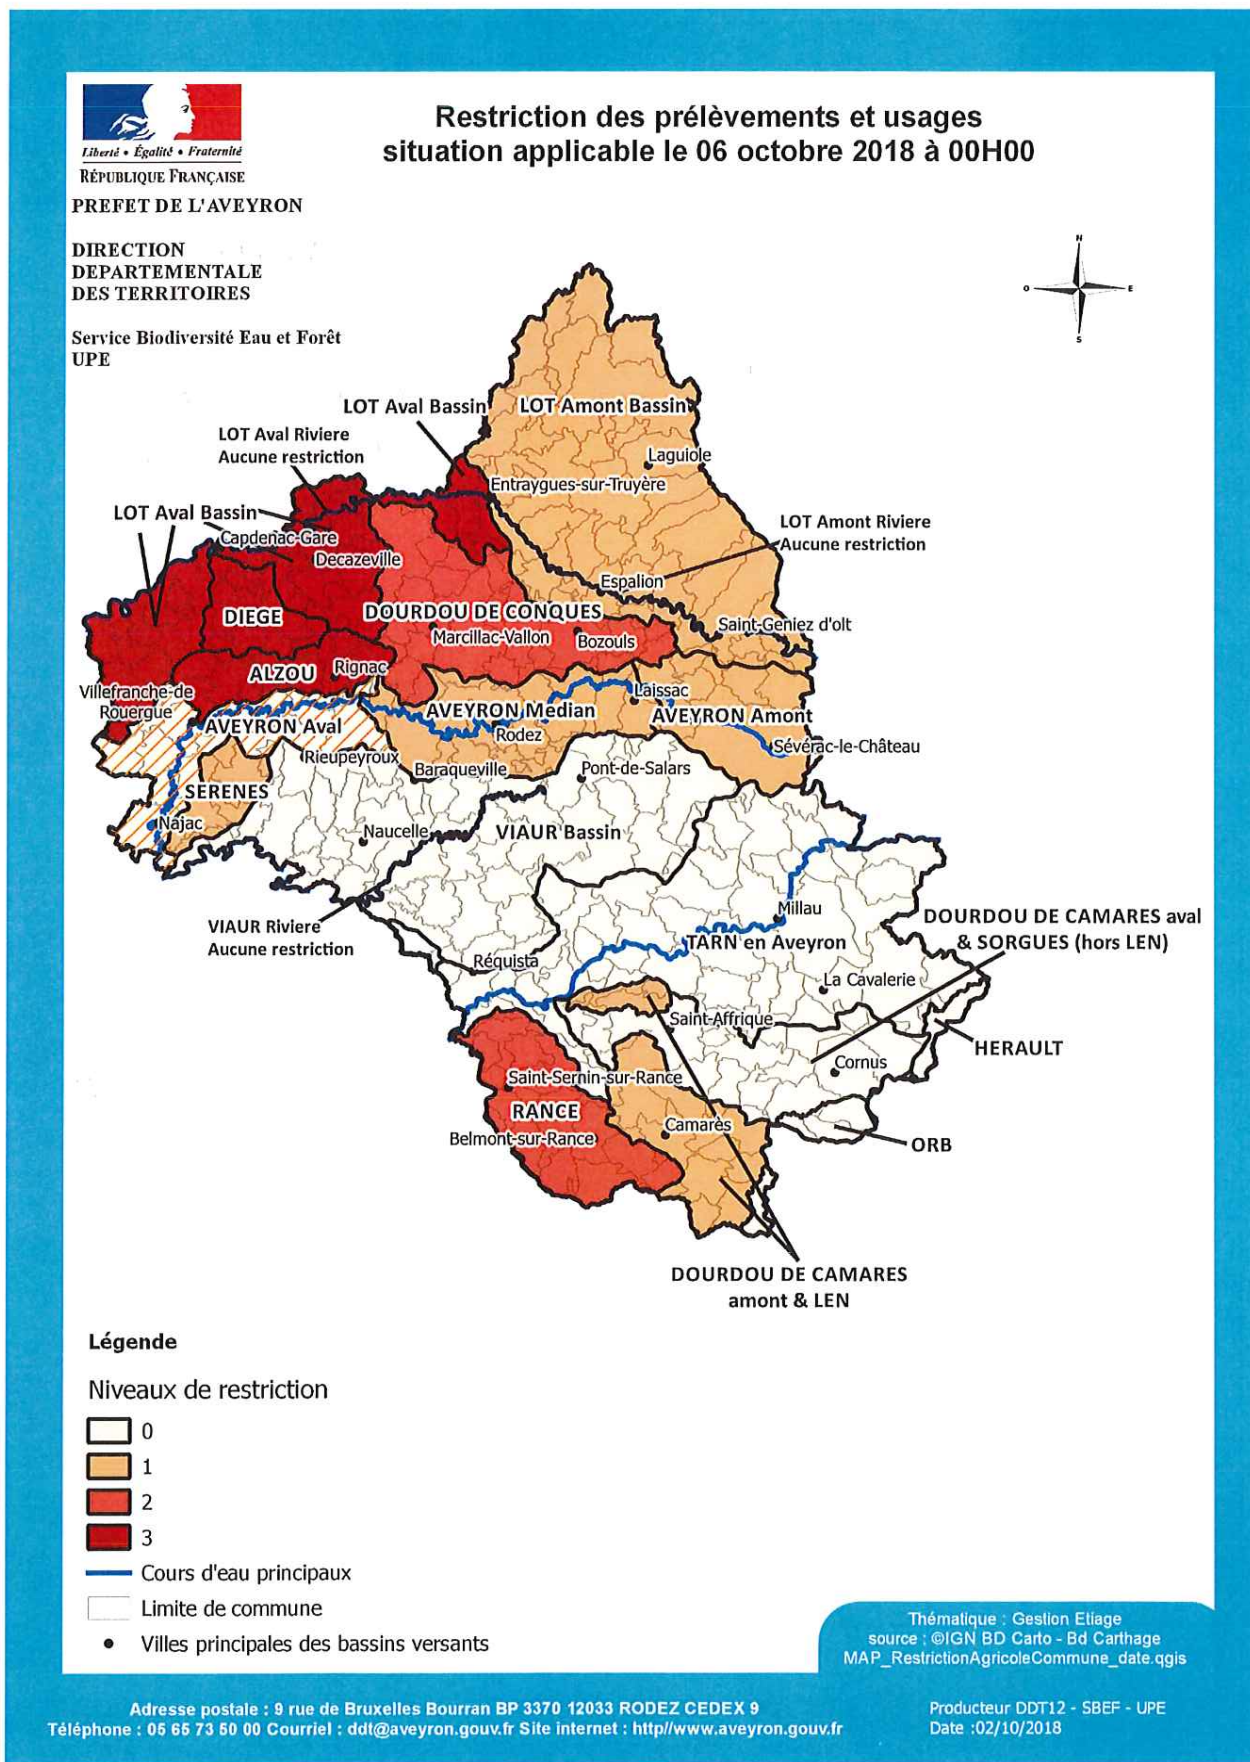 Liberté • Égalité • Fraternité
RÉPUBLIQUE FRANÇAISE
PREFET DE L'AVEYRON
DIRECTION
DEPARTEMENTALE
DES TERRITOIRES
Service Biodiversité Eau et Forêt
UPE
Restriction des prélèvements et usages
situation applicable le 06 octobre 2018 à 00H00
N
O
E
S
LOT Aval Bassin
LOT Amont Bassin
LOT Aval Riviere
Aucune restriction
Laguiole
Entraygues-sur-Truyère
LOT Aval Bassin
Capdenac-Gare
Decazeville
LOT Amont Riviere
Aucune restriction
Espalion
DIEGE
DOURDOU DE CONQUES
Marcillac-Vallon
Bozouls
Saint-Geniez d'olt
ALZOU
Rignac
Villefranche-de
Rouergue
Laissac
AVEYRON Aval
AVEYRON Médian
AVEYRON Amont
Rodez
Sévérac-le-Château
Rieupeyroux
Baraqueville
Pont-de-Salars
SERENES
Najac
Naucelle
VIAUR Bassin
VIAUR Riviere
Aucune restriction
Millau
DOURDOU DE CAMARES aval
& SORGUES (hors LEN)
TARN en Aveyron
Réquista
La Cavalerie
Saint-Affrique
HERAULT
Cornus
Saint-Sernin-sur-Rance
RANCE
Belmont-sur-Rance
Camarès
ORB
DOURDOU DE CAMARES
amont & LEN
Légende
Niveaux de restriction
0
1
2
3
Cours d'eau principaux
Limite de commune
Villes principales des bassins versants
Thématique : Gestion Etiage
source : ©IGN BD Carto - Bd Carthage
MAP_RestrictionAgricoleCommune_date.qgis
Adresse postale : 9 rue de Bruxelles Bourran BP 3370 12033 RODEZ CEDEX 9
Téléphone : 05 65 73 50 00 Courriel : ddt@aveyron.gouv.fr Site internet : http//www.aveyron.gouv.fr
Producteur DDT12 - SBEF - UPE
Date :02/10/2018